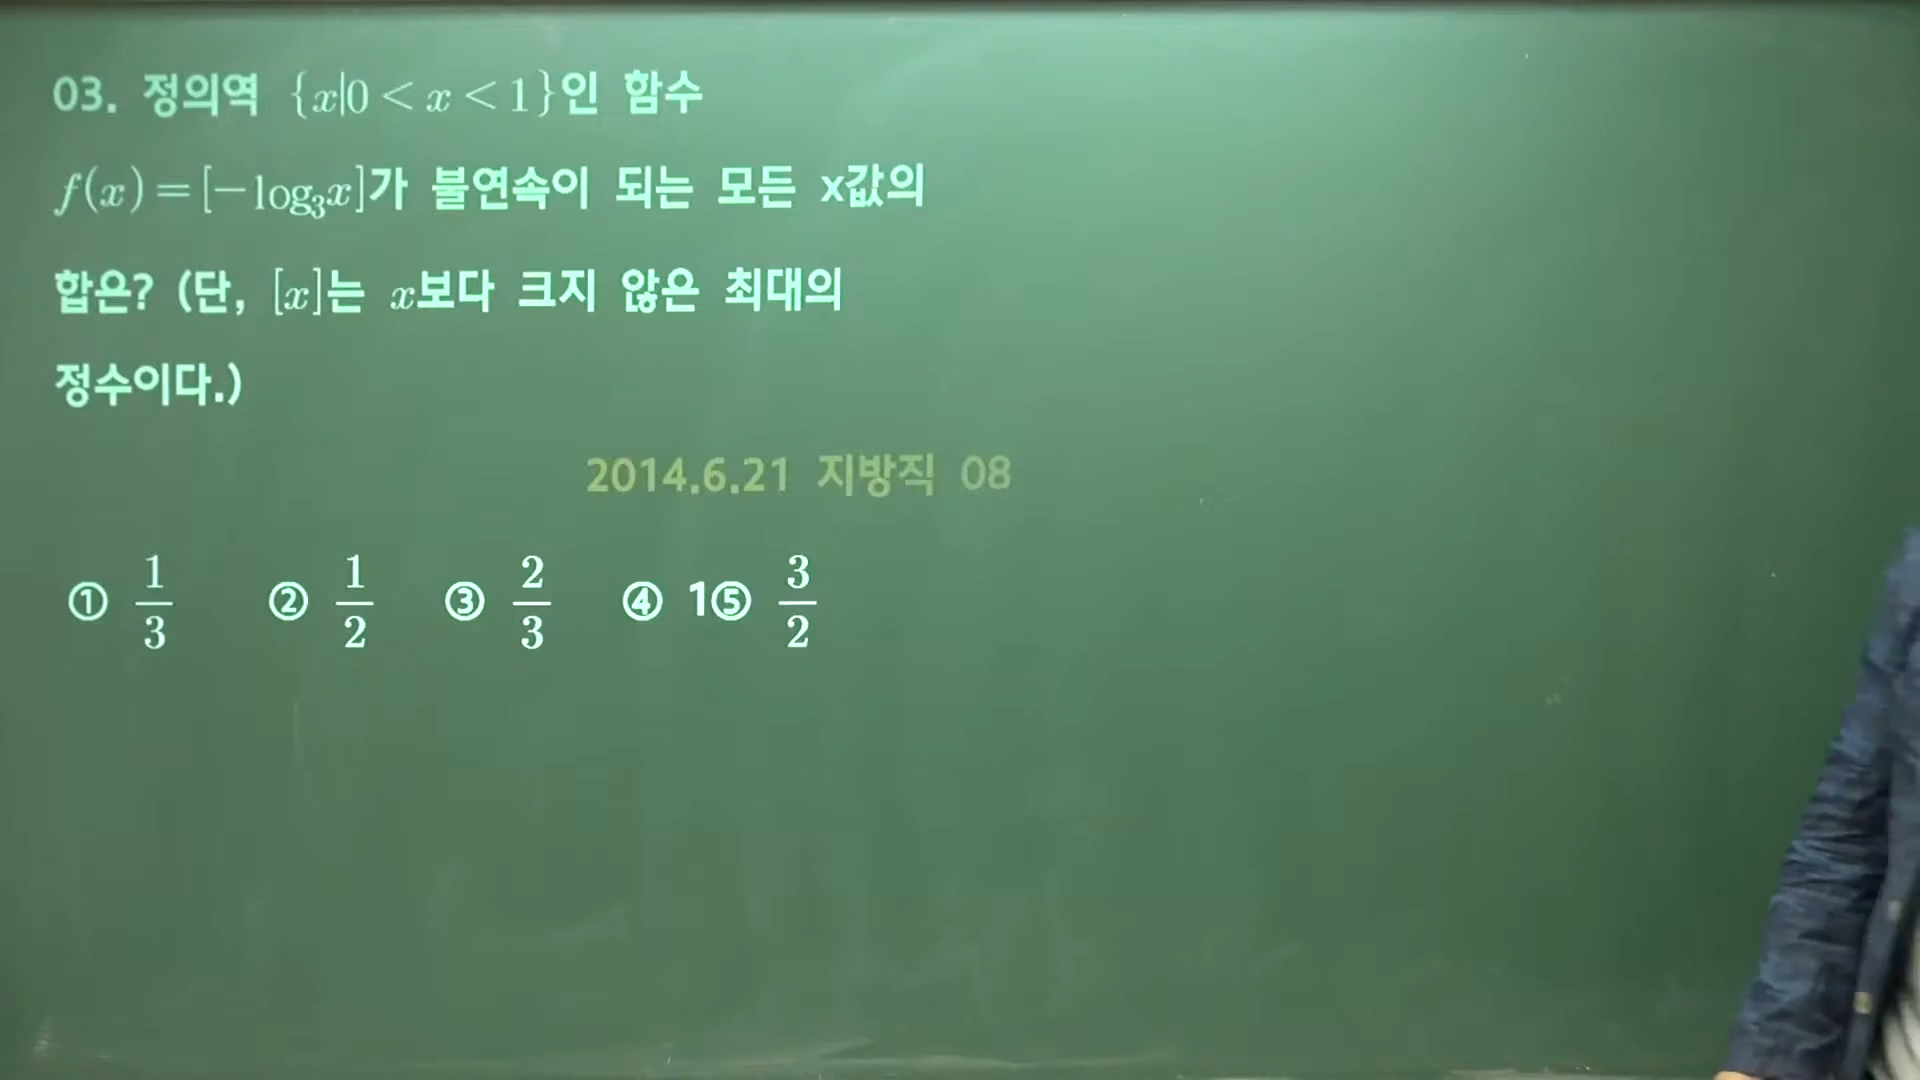 03. 정의역 {x|0 < x < 1}인 함수
f(x) = [-log₃x]가 불연속이 되는 모든 x값의
합은? (단, [x]는 x보다 크지 않은 최대의
정수이다.)
2014.6.21 지방직 08
① 1/3 ② 1/2 ③ 2/3 ④ 1⑤ 3/2